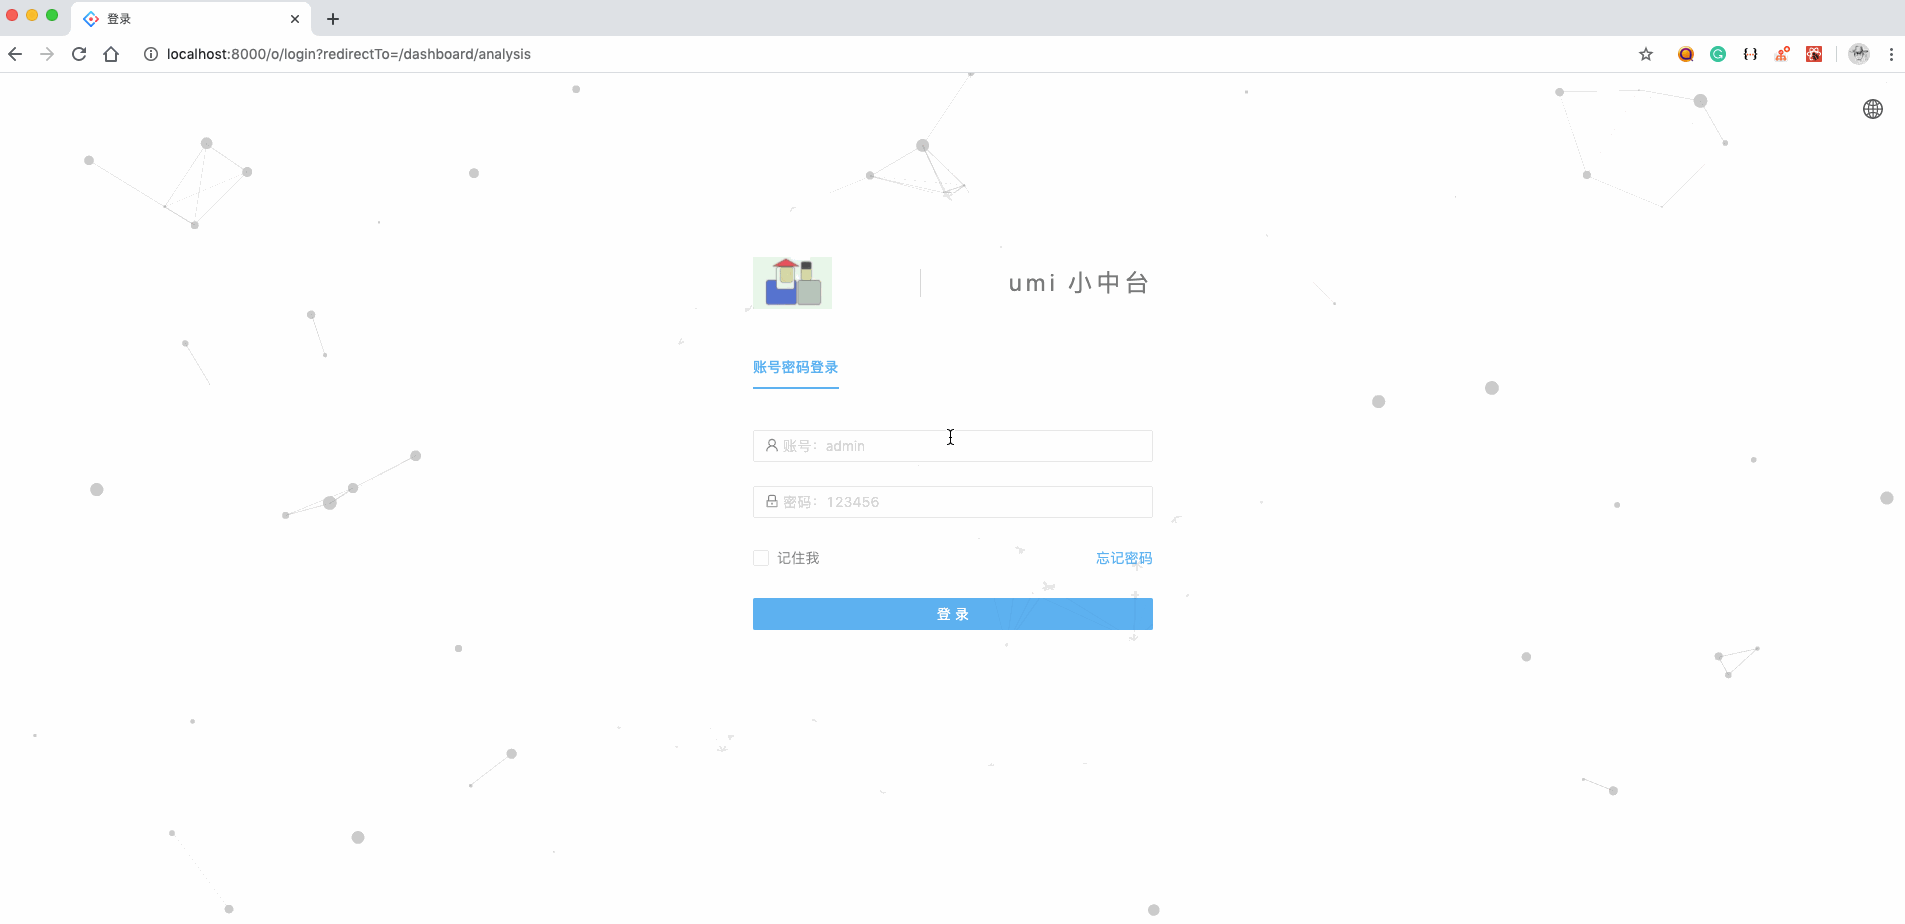 登录
localhost:8000/o/login?redirectTo=/dashboard/analysis
umi 小中台
账号密码登录
账号：admin
密码：123456
记住我 忘记密码
登 录